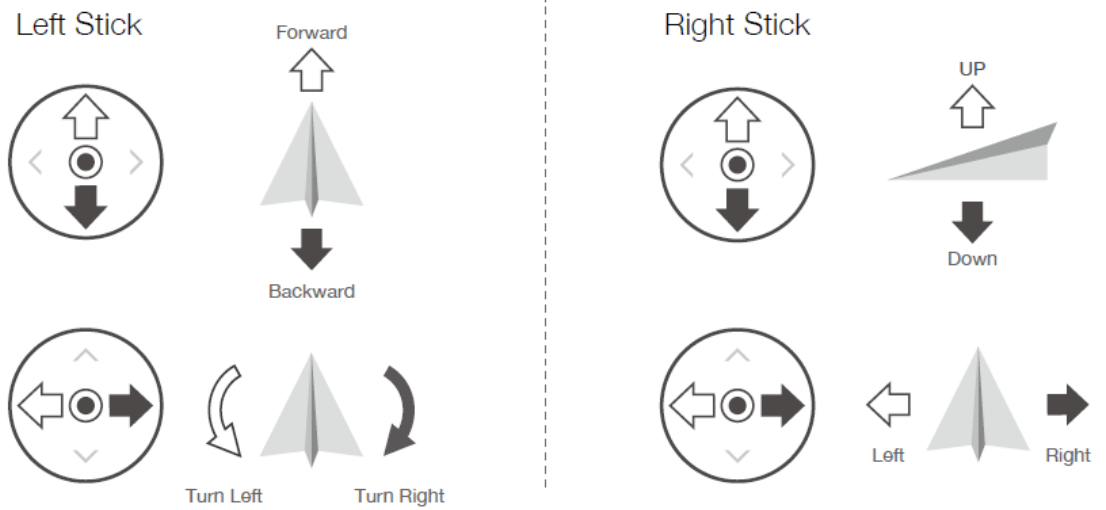 Left Stick
Forward
Backward
Turn Left
Turn Right
Right Stick
UP
Down
Left
Right